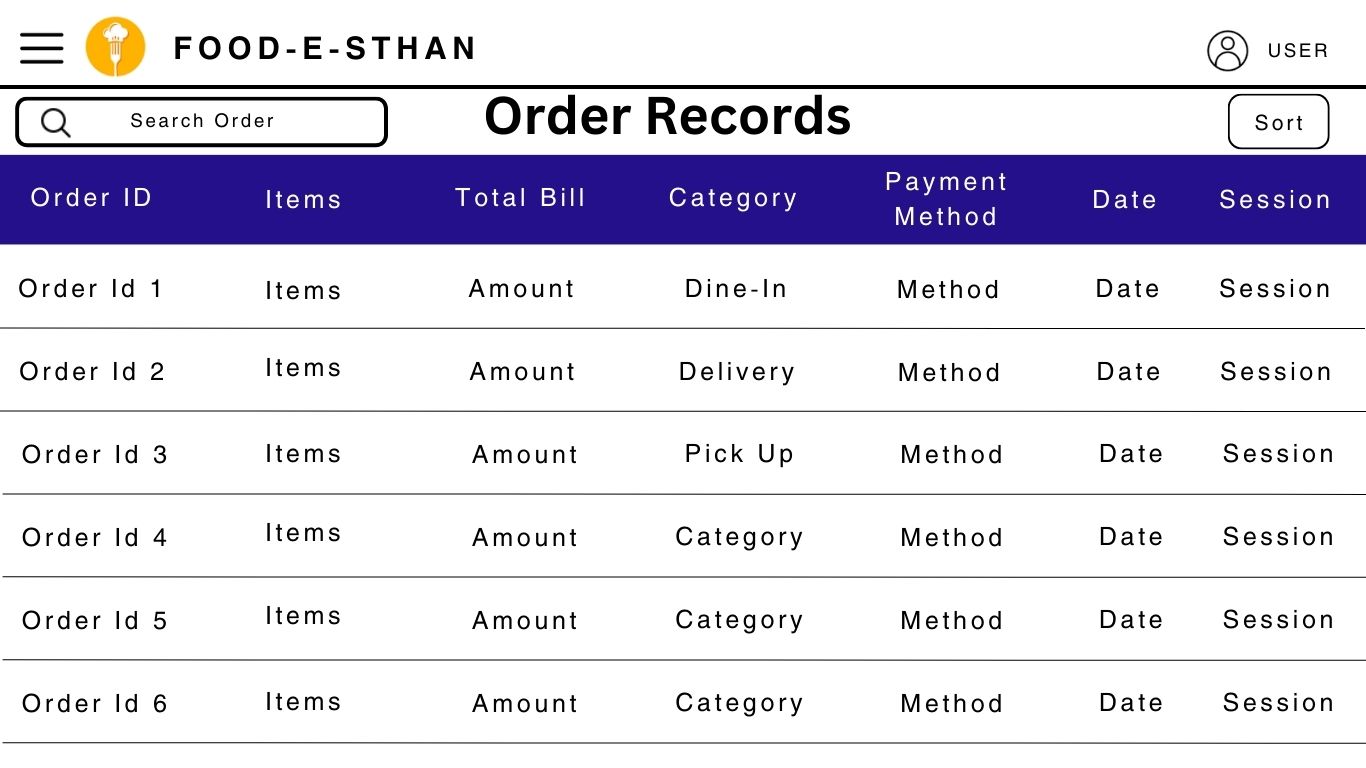 FOOD-E-STHAN
USER
Search Order
Order Records
Sort
Order ID Items Total Bill Category Payment Method Date Session
Order Id 1 Items Amount Dine-In Method Date Session
Order Id 2 Items Amount Delivery Method Date Session
Order Id 3 Items Amount Pick Up Method Date Session
Order Id 4 Items Amount Category Method Date Session
Order Id 5 Items Amount Category Method Date Session
Order Id 6 Items Amount Category Method Date Session